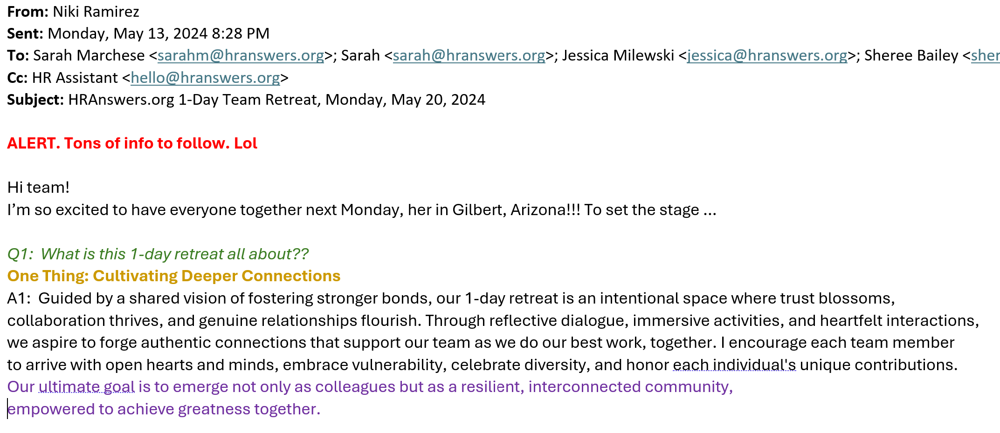 From: Niki Ramirez
Sent: Monday, May 13, 2024 8:28 PM
To: Sarah Marchese <sarahm@hranswers.org>; Sarah <sarah@hranswers.org>; Jessica Milewski <jessica@hranswers.org>; Sheree Bailey <sher
Cc: HR Assistant <hello@hranswers.org>
Subject: HRAnswers.org 1-Day Team Retreat, Monday, May 20, 2024
ALERT. Tons of info to follow. Lol
Hi team!
I’m so excited to have everyone together next Monday, her in Gilbert, Arizona!!! To set the stage ...
Q1:  What is this 1-day retreat all about??
One Thing: Cultivating Deeper Connections
A1:  Guided by a shared vision of fostering stronger bonds, our 1-day retreat is an intentional space where trust blossoms,
collaboration thrives, and genuine relationships flourish. Through reflective dialogue, immersive activities, and heartfelt interactions,
we aspire to forge authentic connections that support our team as we do our best work, together. I encourage each team member
to arrive with open hearts and minds, embrace vulnerability, celebrate diversity, and honor each individual's unique contributions.
Our ultimate goal is to emerge not only as colleagues but as a resilient, interconnected community,
empowered to achieve greatness together.